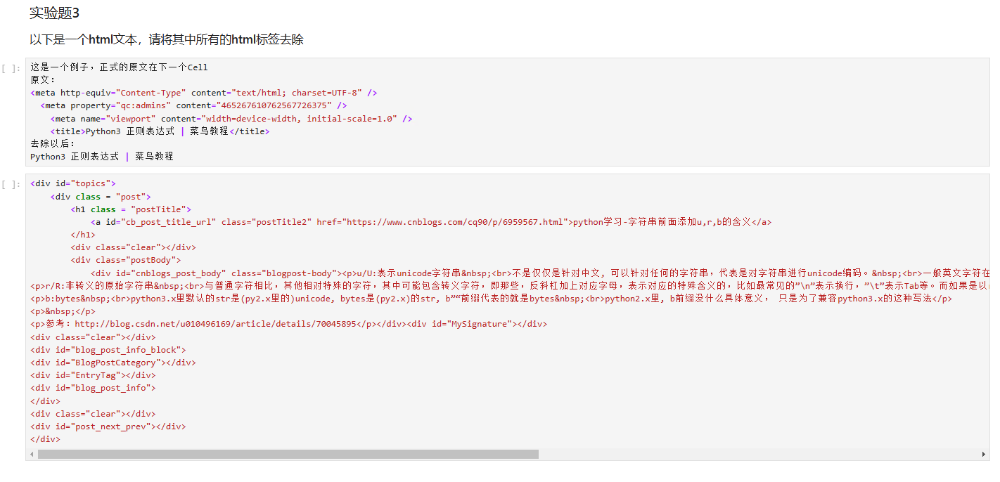 实验题3
以下是一个html文本，请将其中所有的html标签去除
[ ]:
这是一个例子，正式的原文在下一个Cell
原文：
<meta http-equiv="Content-Type" content="text/html; charset=UTF-8" />
  <meta property="qc:admins" content="465267610762567726375" />
    <meta name="viewport" content="width=device-width, initial-scale=1.0" />
    <title>Python3 正则表达式 | 菜鸟教程</title>
去除以后：
Python3 正则表达式 | 菜鸟教程
[ ]:
<div id="topics">
    <div class = "post">
        <h1 class = "postTitle">
            <a id="cb_post_title_url" class="postTitle2" href="https://www.cnblogs.com/cq90/p/6959567.html">python学习-字符串前面添加u,r,b的含义</a>
        </h1>
        <div class="clear"></div>
        <div class="postBody">
            <div id="cnblogs_post_body" class="blogpost-body"><p>u/U:表示unicode字符串&nbsp;<br>不是仅仅是针对中文, 可以针对任何的字符串，代表是对字符串进行unicode编码。&nbsp;<br>一般英文字符在
<p>r/R:非转义的原始字符串&nbsp;<br>与普通字符相比，其他相对特殊的字符，其中可能包含转义字符，即那些，反斜杠加上对应字母，表示对应的特殊含义的，比如最常见的”\n”表示换行，”\t”表示Tab等。而如果是以
<p>b:bytes&nbsp;<br>python3.x里默认的str是(py2.x里的)unicode, bytes是(py2.x)的str, b”“前缀代表的就是bytes&nbsp;<br>python2.x里, b前缀没什么具体意义， 只是为了兼容python3.x的这种写法</p>
<p>&nbsp;</p>
<p>参考：http://blog.csdn.net/u010496169/article/details/70045895</p></div><div id="MySignature"></div>
<div class="clear"></div>
<div id="blog_post_info_block">
<div id="BlogPostCategory"></div>
<div id="EntryTag"></div>
<div id="blog_post_info">
</div>
<div class="clear"></div>
<div id="post_next_prev"></div>
</div>